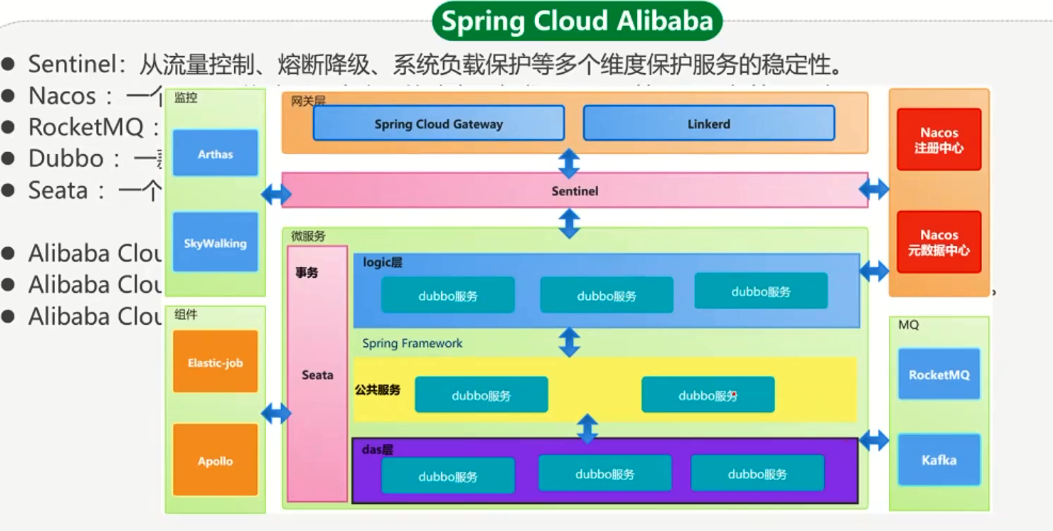 Spring Cloud Alibaba
● Sentinel：从流量控制、熔断降级、系统负载保护等多个维度保护服务的稳定性。
● Nacos ：一个
● RocketMQ：
● Dubbo ：一
● Seata ：一个
● Alibaba Clou
● Alibaba Clou
● Alibaba Clou
监控
Arthas
SkyWalking
组件
Elastic-job
Apollo
网关层
Spring Cloud Gateway
Linkerd
Sentinel
微服务
事务
Seata
logic层
dubbo服务
dubbo服务
dubbo服务
Spring Framework
公共服务
dubbo服务
dubbo服务
das层
dubbo服务
dubbo服务
dubbo服务
Nacos
注册中心
Nacos
元数据中心
MQ
RocketMQ
Kafka